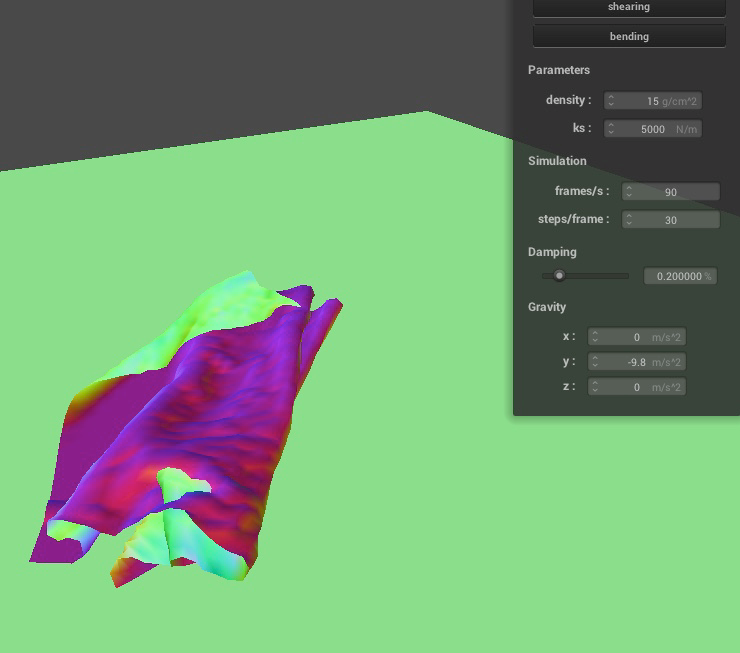 shearing
bending
Parameters
density : 15 g/cm^2
ks : 5000 N/m
Simulation
frames/s : 90
steps/frame : 30
Damping
0.200000 %
Gravity
x : 0 m/s^2
y : -9.8 m/s^2
z : 0 m/s^2